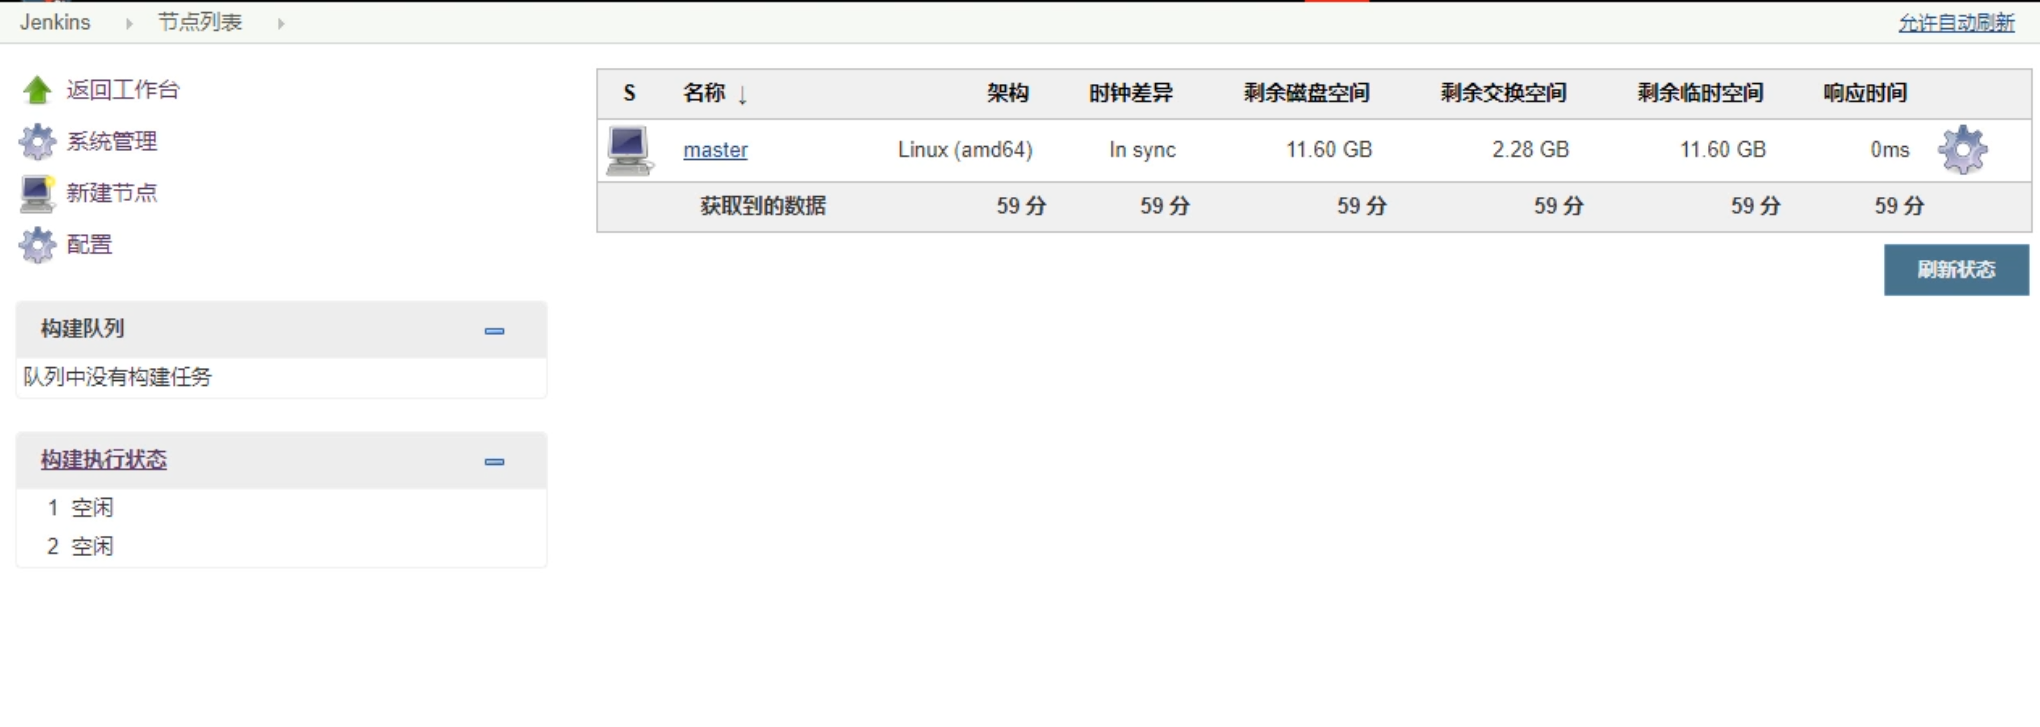 Jenkins 节点列表 允许自动刷新
返回工作台
系统管理
新建节点
配置
构建队列
队列中没有构建任务
构建执行状态
1 空闲
2 空闲
S 名称 ↓ 架构 时钟差异 剩余磁盘空间 剩余交换空间 剩余临时空间 响应时间
master Linux (amd64) In sync 11.60 GB 2.28 GB 11.60 GB 0ms
获取到的数据 59 分 59 分 59 分 59 分 59 分 59 分
刷新状态